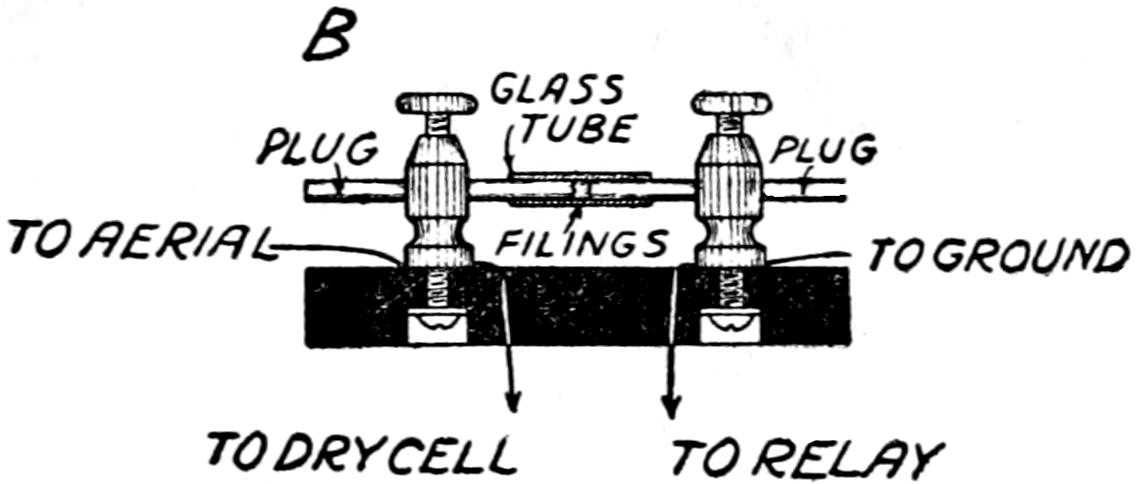 B
GLASS
TUBE
PLUG
PLUG
FILINGS
TO AERIAL
TO GROUND
TO DRY CELL
TO RELAY